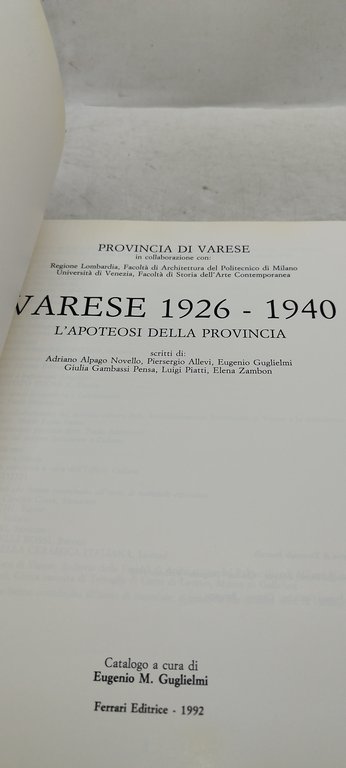 PROVINCIA DI VARESE
in collaborazione con:
Regione Lombardia, Facoltà di Architettura del Politecnico di Milano
Università di Venezia, Facoltà di Storia dell'Arte Contemporanea
VARESE 1926 - 1940
L'APOTEOSI DELLA PROVINCIA
scritti di:
Adriano Alpago Novello, Piersergio Allevi, Eugenio Guglielmi
Giulia Gambassi Pensa, Luigi Piatti, Elena Zambon
Catalogo a cura di
Eugenio M. Guglielmi
Ferrari Editrice - 1992